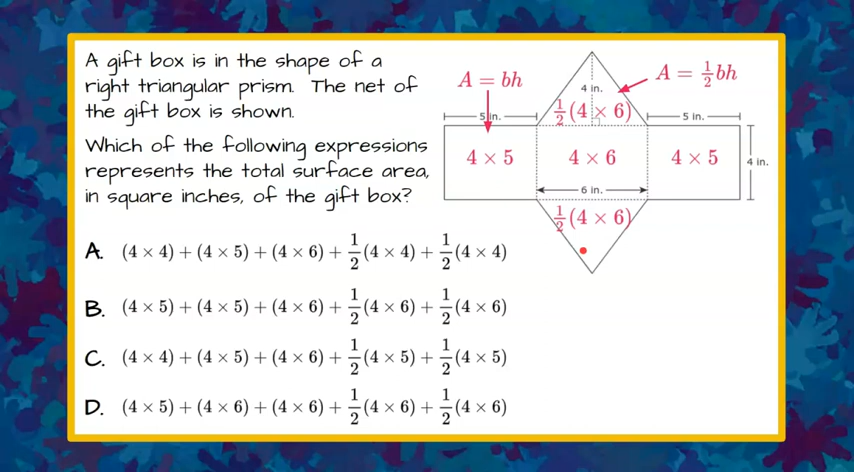 A gift box is in the shape of a
right triangular prism. The net of
the gift box is shown.
Which of the following expressions
represents the total surface area,
in square inches, of the gift box?
A = bh
A = 1/2 bh
4 in.
1/2(4 × 6)
5 in.
5 in.
4 × 5
4 × 6
4 × 5
4 in.
6 in.
1/2(4 × 6)
A. (4 × 4) + (4 × 5) + (4 × 6) + 1/2(4 × 4) + 1/2(4 × 4)
B. (4 × 5) + (4 × 5) + (4 × 6) + 1/2(4 × 6) + 1/2(4 × 6)
C. (4 × 4) + (4 × 5) + (4 × 6) + 1/2(4 × 5) + 1/2(4 × 5)
D. (4 × 5) + (4 × 6) + (4 × 6) + 1/2(4 × 6) + 1/2(4 × 6)